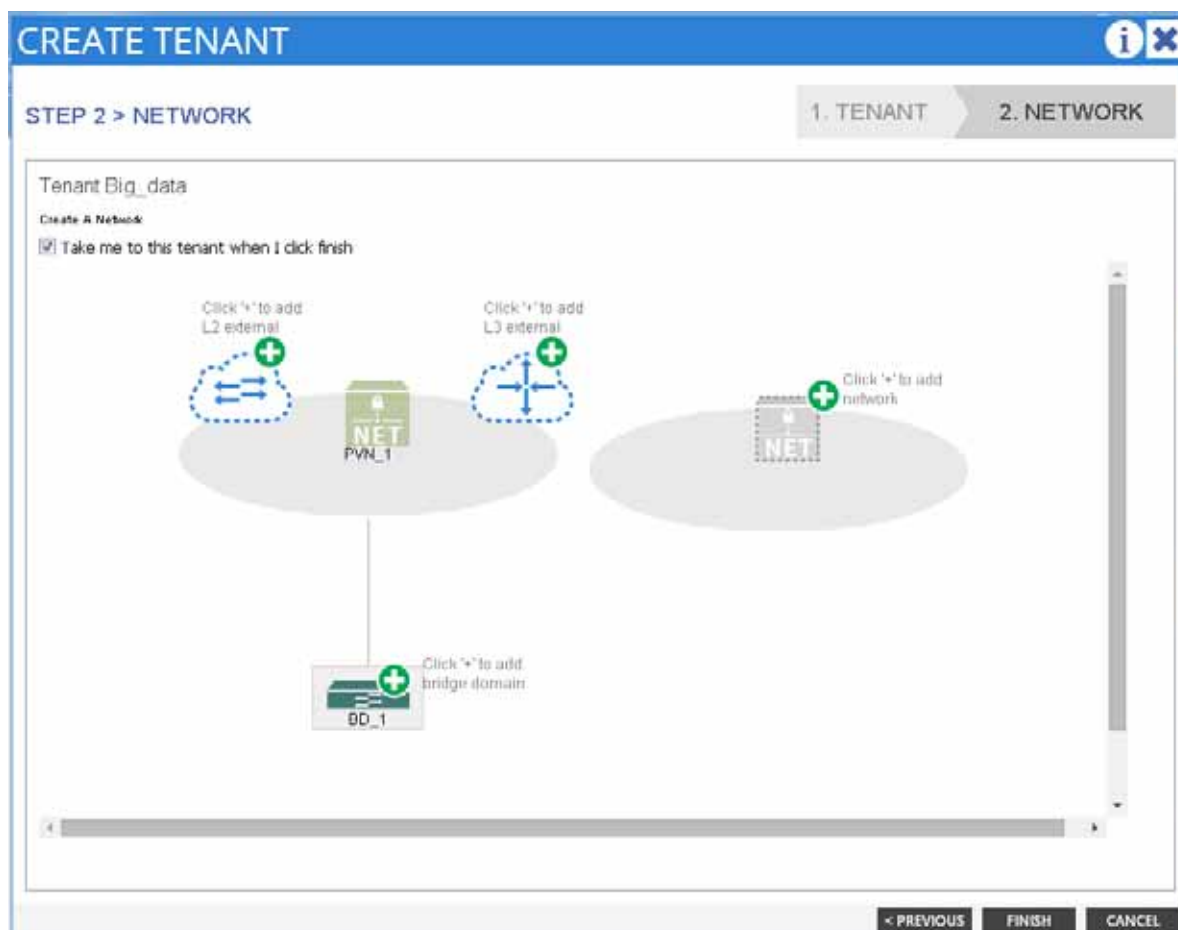 CREATE TENANT
i
STEP 2 > NETWORK
1. TENANT
2. NETWORK
Tenant Big_data
Create A Network
Take me to this tenant when I click finish
Click '+' to add
L2 external
Click '+' to add
L3 external
Click '+' to add
network
NET
PVN_1
NET
Click '+' to add
bridge domain
BD_1
< PREVIOUS
FINISH
CANCEL